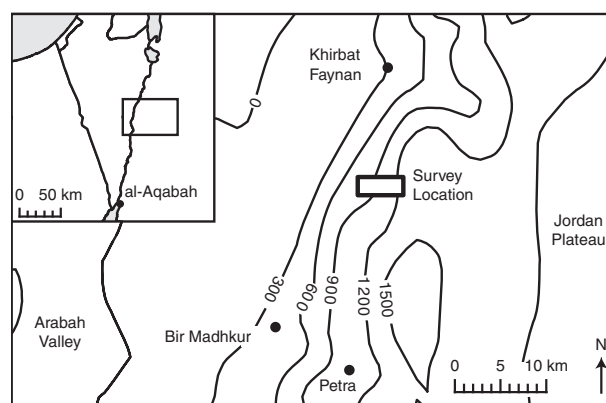 Khirbat
Faynan
0
0 50 km
al-Aqabah
Survey
Location
Jordan
Plateau
300
600
900
1200
1500
Arabah
Valley
Bir Madhkur
Petra
0 5 10 km
N